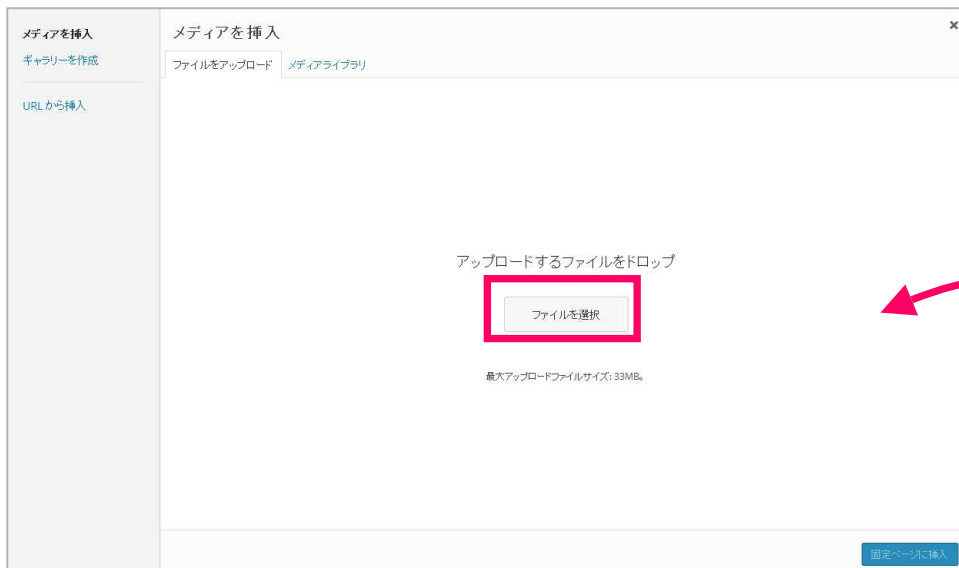 メディアを挿入
ギャラリーを作成
URLから挿入
メディアを挿入
×
ファイルをアップロード メディアライブラリ
アップロードするファイルをドロップ
ファイルを選択
最大アップロードファイルサイズ: 33MB。
固定ページに挿入